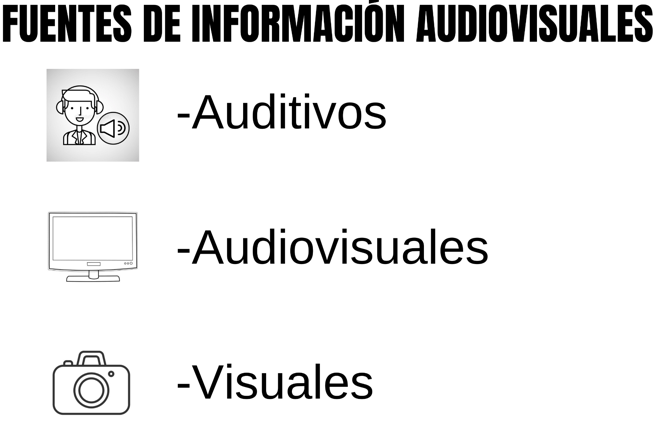 FUENTES DE INFORMACIÓN AUDIOVISUALES
-Auditivos
-Audiovisuales
-Visuales